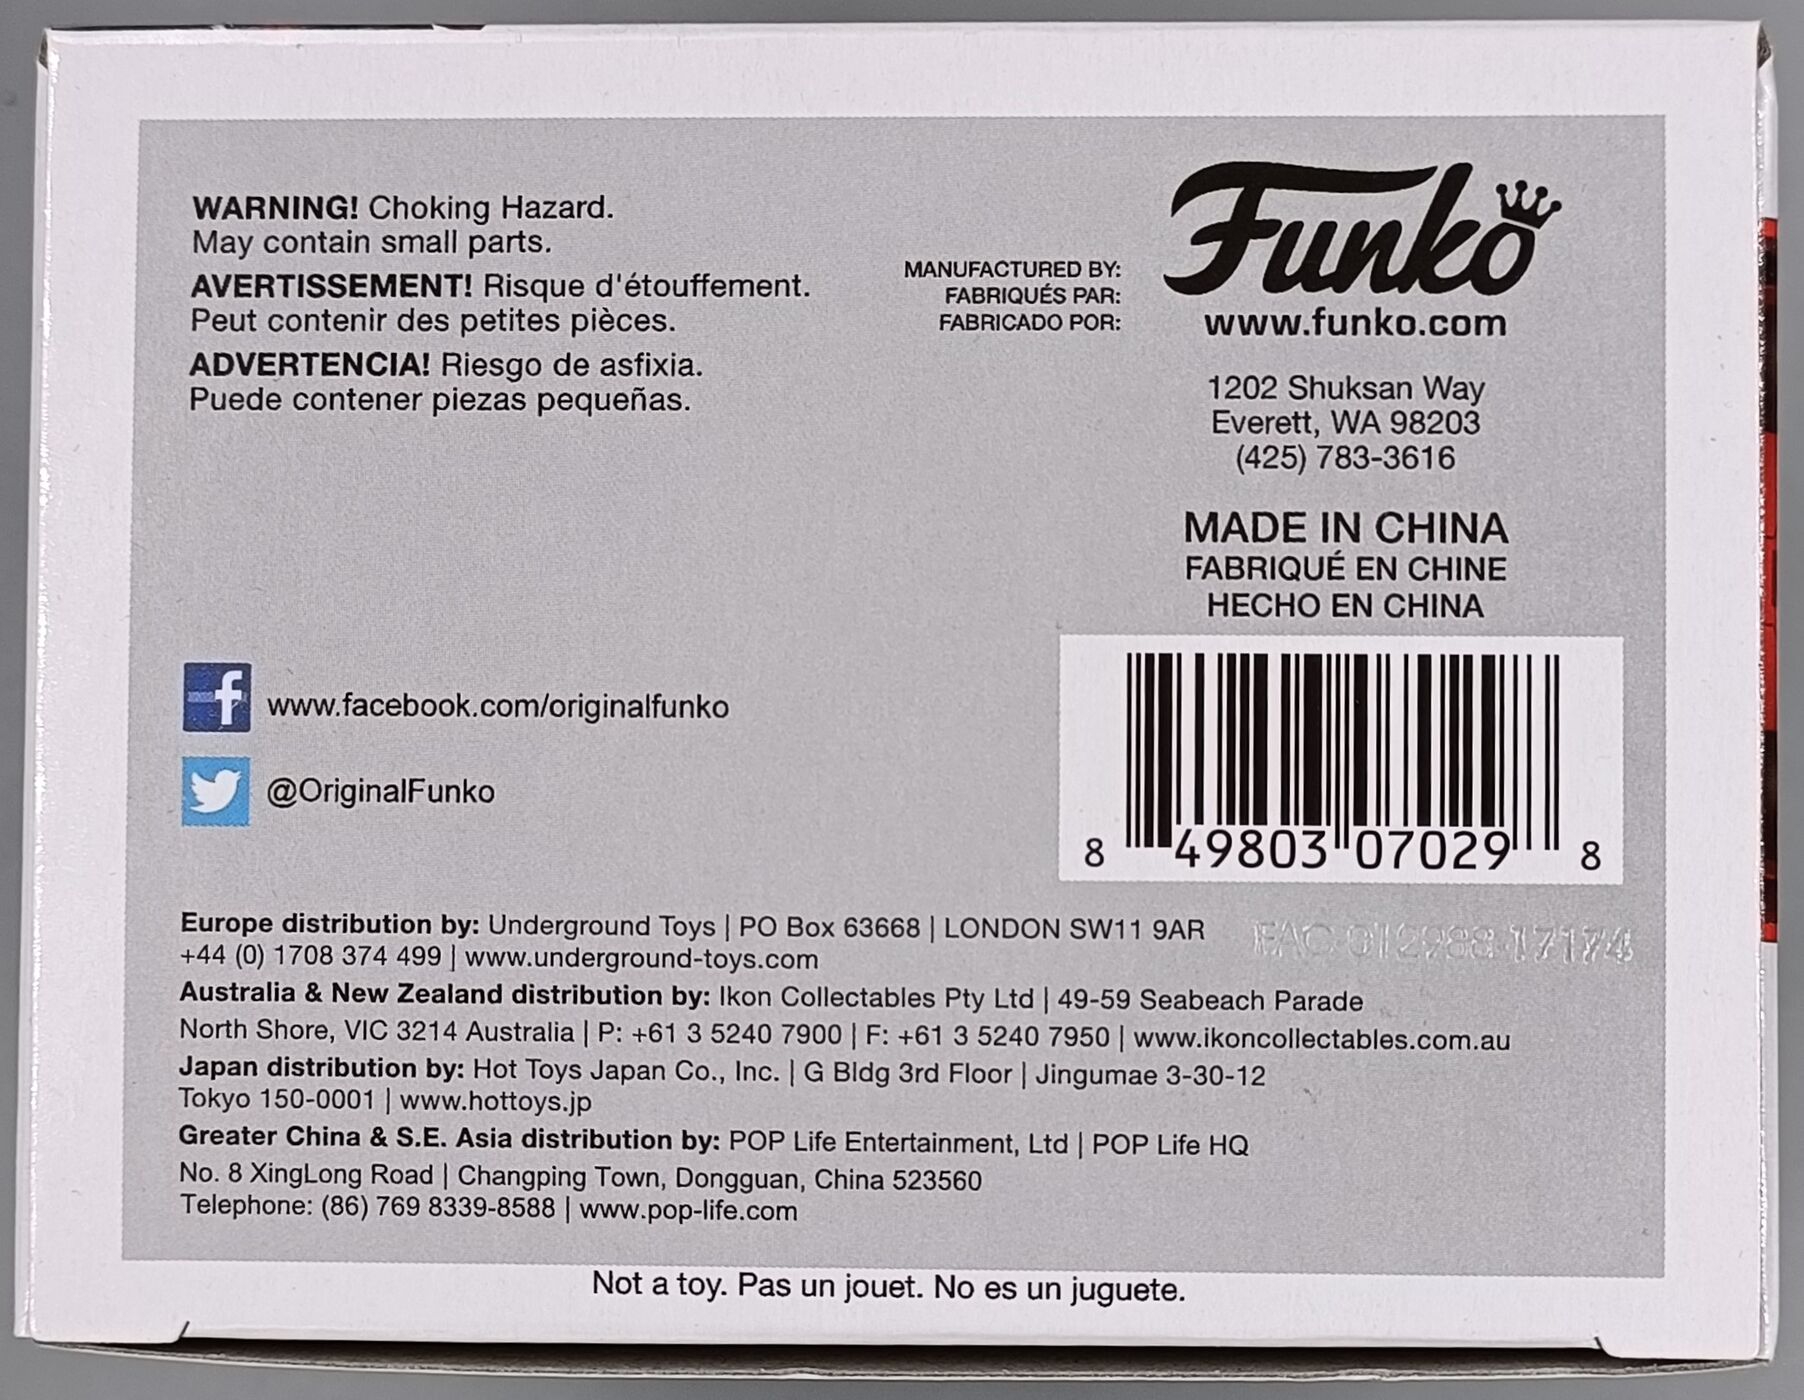 WARNING! Choking Hazard.
May contain small parts.
AVERTISSEMENT! Risque d'étouffement.
Peut contenir des petites pièces.
ADVERTENCIA! Riesgo de asfixia.
Puede contener piezas pequeñas.
MANUFACTURED BY:
FABRIQUÉS PAR:
FABRICADO POR:
Funko
www.funko.com
1202 Shuksan Way
Everett, WA 98203
(425) 783-3616
MADE IN CHINA
FABRIQUÉ EN CHINE
HECHO EN CHINA
f www.facebook.com/originalfunko
@OriginalFunko
8 49803 07029 8
Europe distribution by: Underground Toys | PO Box 63668 | LONDON SW11 9AR
+44 (0) 1708 374 499 | www.underground-toys.com
FAC 012988-17174
Australia & New Zealand distribution by: Ikon Collectables Pty Ltd | 49-59 Seabeach Parade
North Shore, VIC 3214 Australia | P: +61 3 5240 7900 | F: +61 3 5240 7950 | www.ikoncollectables.com.au
Japan distribution by: Hot Toys Japan Co., Inc. | G Bldg 3rd Floor | Jingumae 3-30-12
Tokyo 150-0001 | www.hottoys.jp
Greater China & S.E. Asia distribution by: POP Life Entertainment, Ltd | POP Life HQ
No. 8 XingLong Road | Changping Town, Dongguan, China 523560
Telephone: (86) 769 8339-8588 | www.pop-life.com
Not a toy. Pas un jouet. No es un juguete.